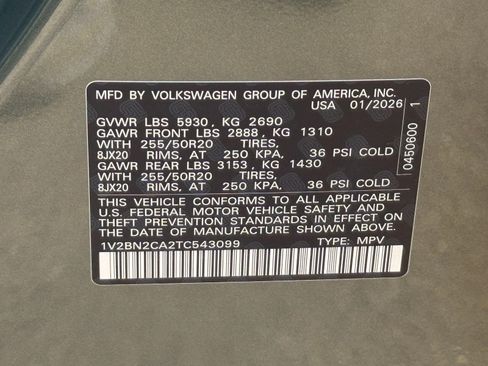 MFD BY VOLKSWAGEN GROUP OF AMERICA, INC.
USA 01/2026
GVWR LBS 5930, KG 2690
GAWR FRONT LBS 2888, KG 1310
WITH 255/50R20 TIRES,
8JX20 RIMS, AT 250 KPA, 36 PSI COLD
GAWR REAR LBS 3153, KG 1430
WITH 255/50R20 TIRES,
8JX20 RIMS, AT 250 KPA, 36 PSI COLD
THIS VEHICLE CONFORMS TO ALL APPLICABLE
U.S. FEDERAL MOTOR VEHICLE SAFETY AND
THEFT PREVENTION STANDARDS IN EFFECT ON
THE DATE OF MANUFACTURE SHOWN ABOVE.
1V2BN2CA2TC543099 TYPE: MPV
0450600 1